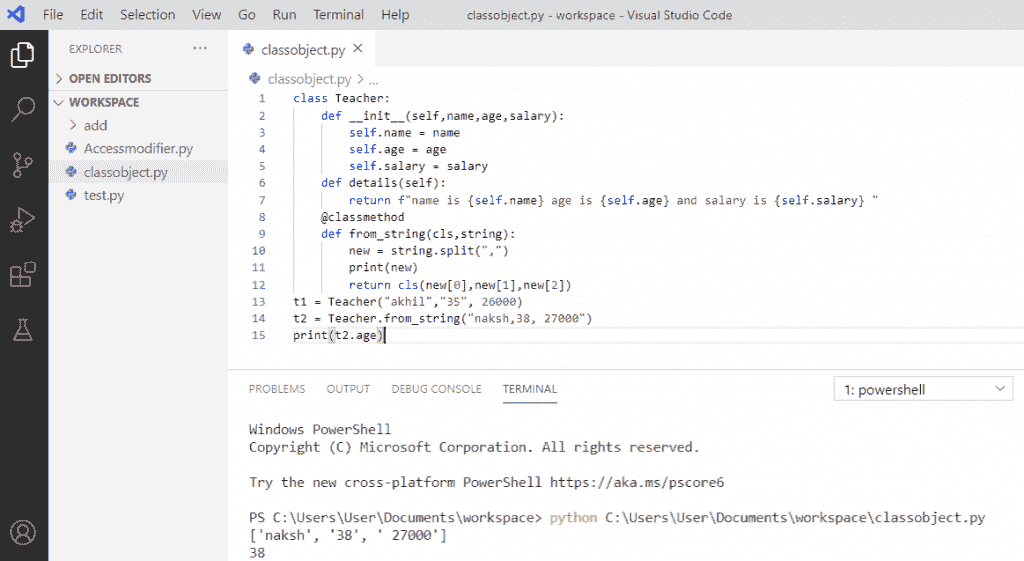 File Edit Selection View Go Run Terminal Help classobject.py - workspace - Visual Studio Code
EXPLORER ...
OPEN EDITORS
WORKSPACE
add
Accessmodifier.py
classobject.py
test.py
classobject.py ✕
classobject.py > ...
1 class Teacher:
2     def __init__(self,name,age,salary):
3         self.name = name
4         self.age = age
5         self.salary = salary
6     def details(self):
7         return f"name is {self.name} age is {self.age} and salary is {self.salary} "
8     @classmethod
9     def from_string(cls,string):
10         new = string.split(",")
11         print(new)
12         return cls(new[0],new[1],new[2])
13 t1 = Teacher("akhil","35", 26000)
14 t2 = Teacher.from_string("naksh,38, 27000")
15 print(t2.age)
PROBLEMS OUTPUT DEBUG CONSOLE TERMINAL 1: powershell
Windows PowerShell
Copyright (C) Microsoft Corporation. All rights reserved.
Try the new cross-platform PowerShell https://aka.ms/pscore6
PS C:\Users\User\Documents\workspace> python C:\Users\User\Documents\workspace\classobject.py
['naksh', '38', ' 27000']
38